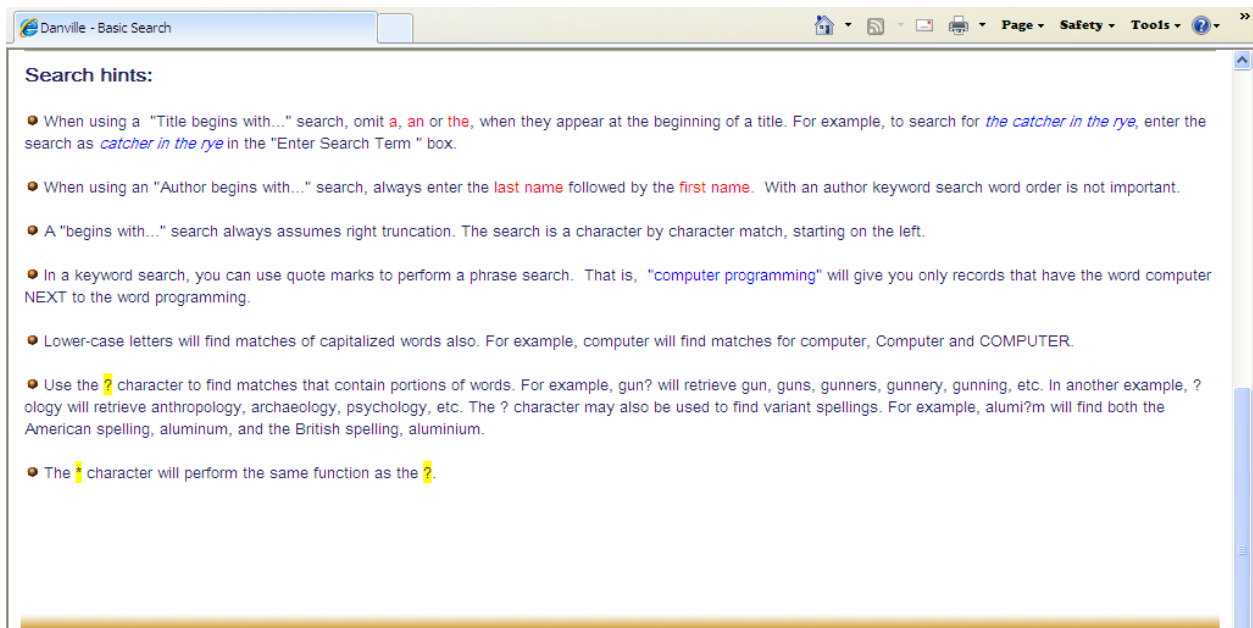 Danville - Basic Search
Page Safety Tools
»
Search hints:
When using a "Title begins with..." search, omit a, an or the, when they appear at the beginning of a title. For example, to search for the catcher in the rye, enter the
search as catcher in the rye in the "Enter Search Term " box.
When using an "Author begins with..." search, always enter the last name followed by the first name. With an author keyword search word order is not important.
A "begins with..." search always assumes right truncation. The search is a character by character match, starting on the left.
In a keyword search, you can use quote marks to perform a phrase search. That is, "computer programming" will give you only records that have the word computer
NEXT to the word programming.
Lower-case letters will find matches of capitalized words also. For example, computer will find matches for computer, Computer and COMPUTER.
Use the ? character to find matches that contain portions of words. For example, gun? will retrieve gun, guns, gunners, gunnery, gunning, etc. In another example, ?
ology will retrieve anthropology, archaeology, psychology, etc. The ? character may also be used to find variant spellings. For example, alumi?m will find both the
American spelling, aluminum, and the British spelling, aluminium.
The * character will perform the same function as the ?.